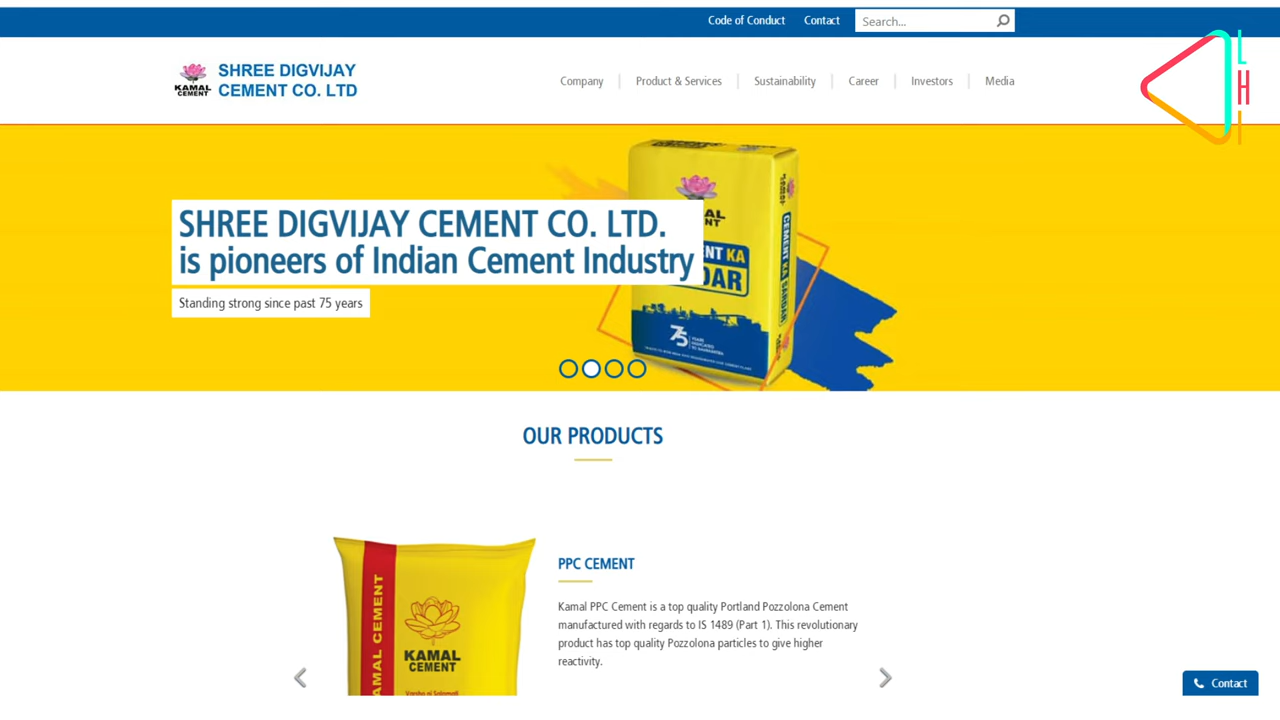 Code of Conduct
Contact
Search...
KAMAL
CEMENT
SHREE DIGVIJAY
CEMENT CO. LTD
Company
Product & Services
Sustainability
Career
Investors
Media
LHI
SHREE DIGVIJAY CEMENT CO. LTD.
is pioneers of Indian Cement Industry
Standing strong since past 75 years
CEMENT KA
SARDAR
75
OUR PRODUCTS
KAMAL CEMENT
KAMAL
CEMENT
PPC CEMENT
Kamal PPC Cement is a top quality Portland Pozzolona Cement
manufactured with regards to IS 1489 (Part 1). This revolutionary
product has top quality Pozzolona particles to give higher
reactivity.
Contact